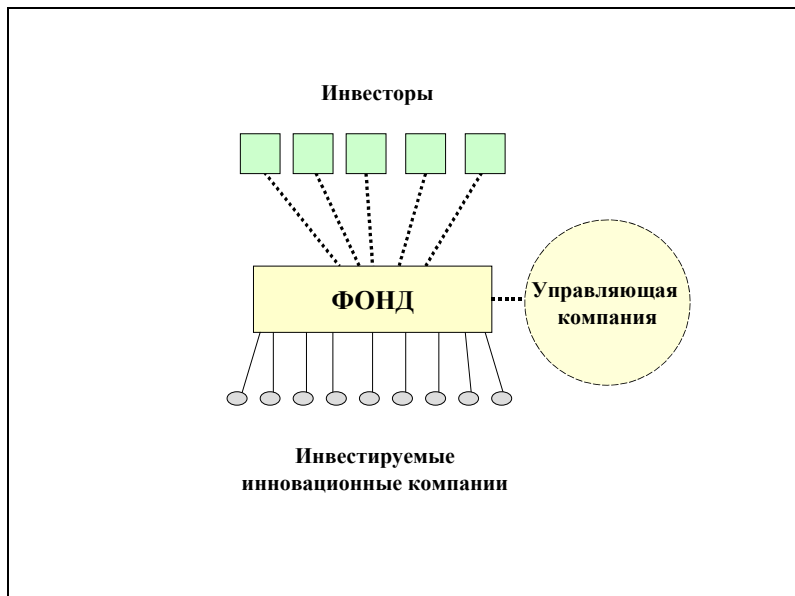 Инвесторы
ФОНД
Управляющая
компания
Инвестируемые
инновационные компании